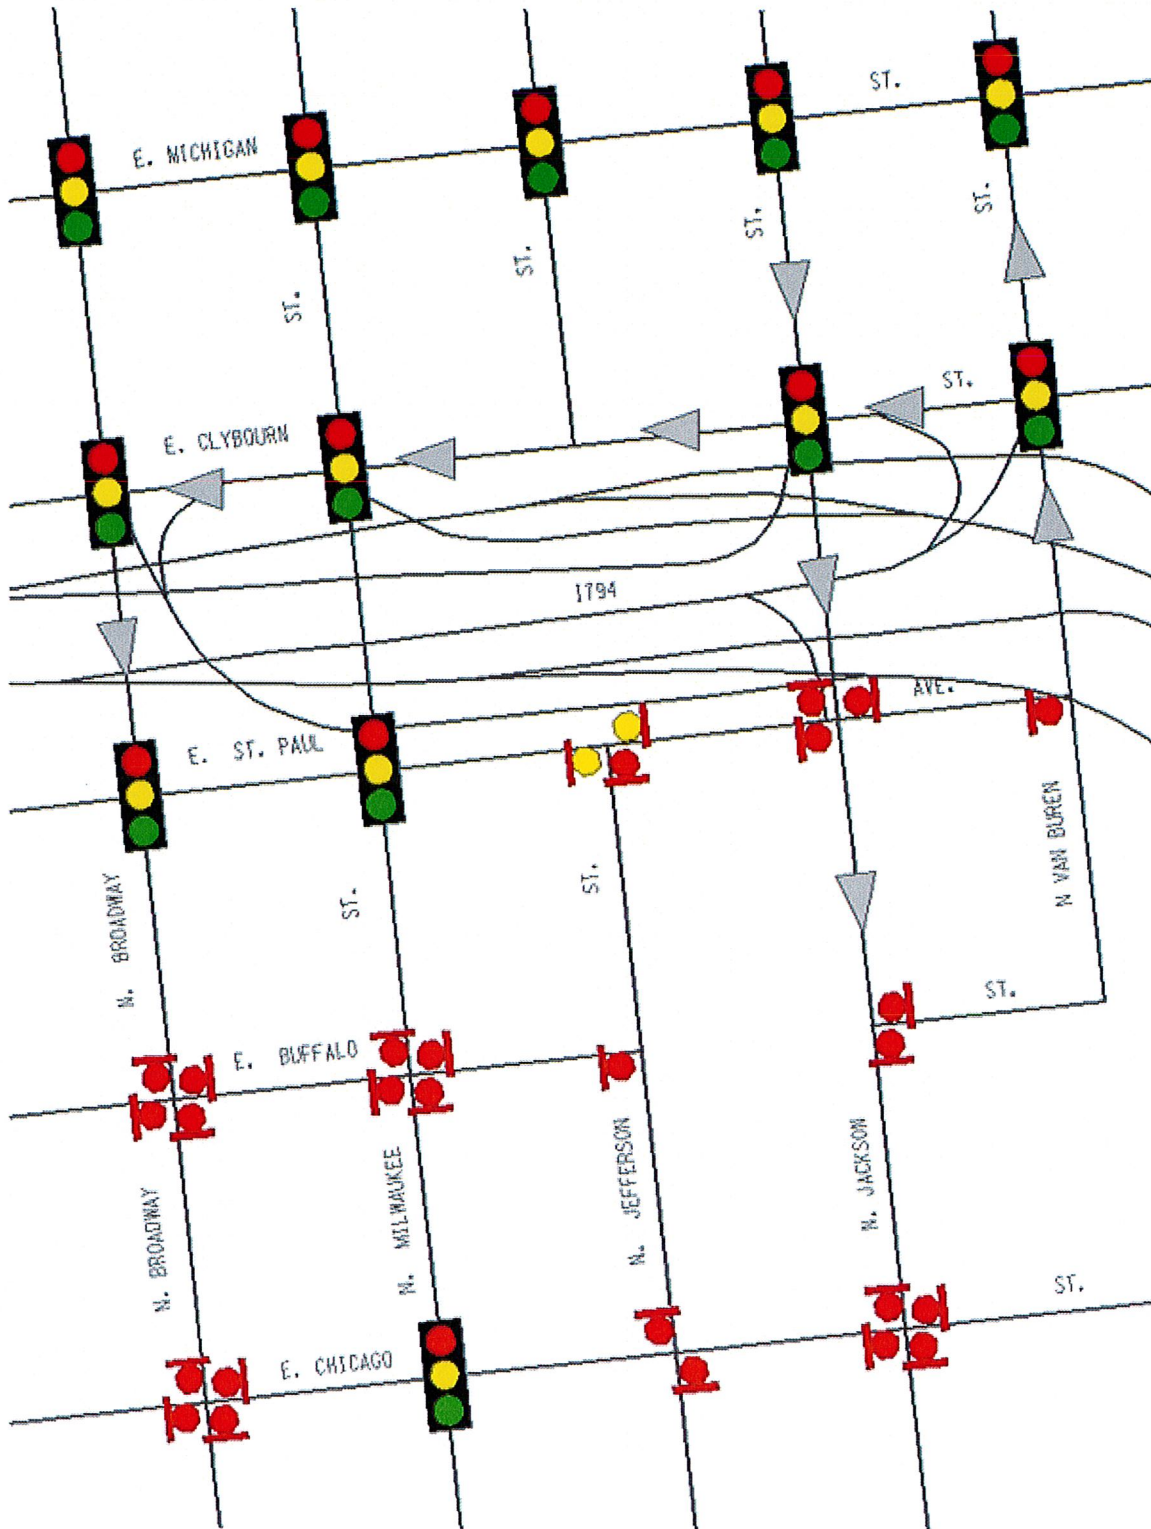 ST.
E. MICHIGAN
ST.
ST.
ST.
ST.
ST.
E. CLYBOURN
I794
AVE.
E. ST. PAUL
N VAN BUREN
ST.
ST.
N. BROADWAY
ST.
E. BUFFALO
N. MILWAUKEE
N. JEFFERSON
N. JACKSON
N. BROADWAY
ST.
E. CHICAGO